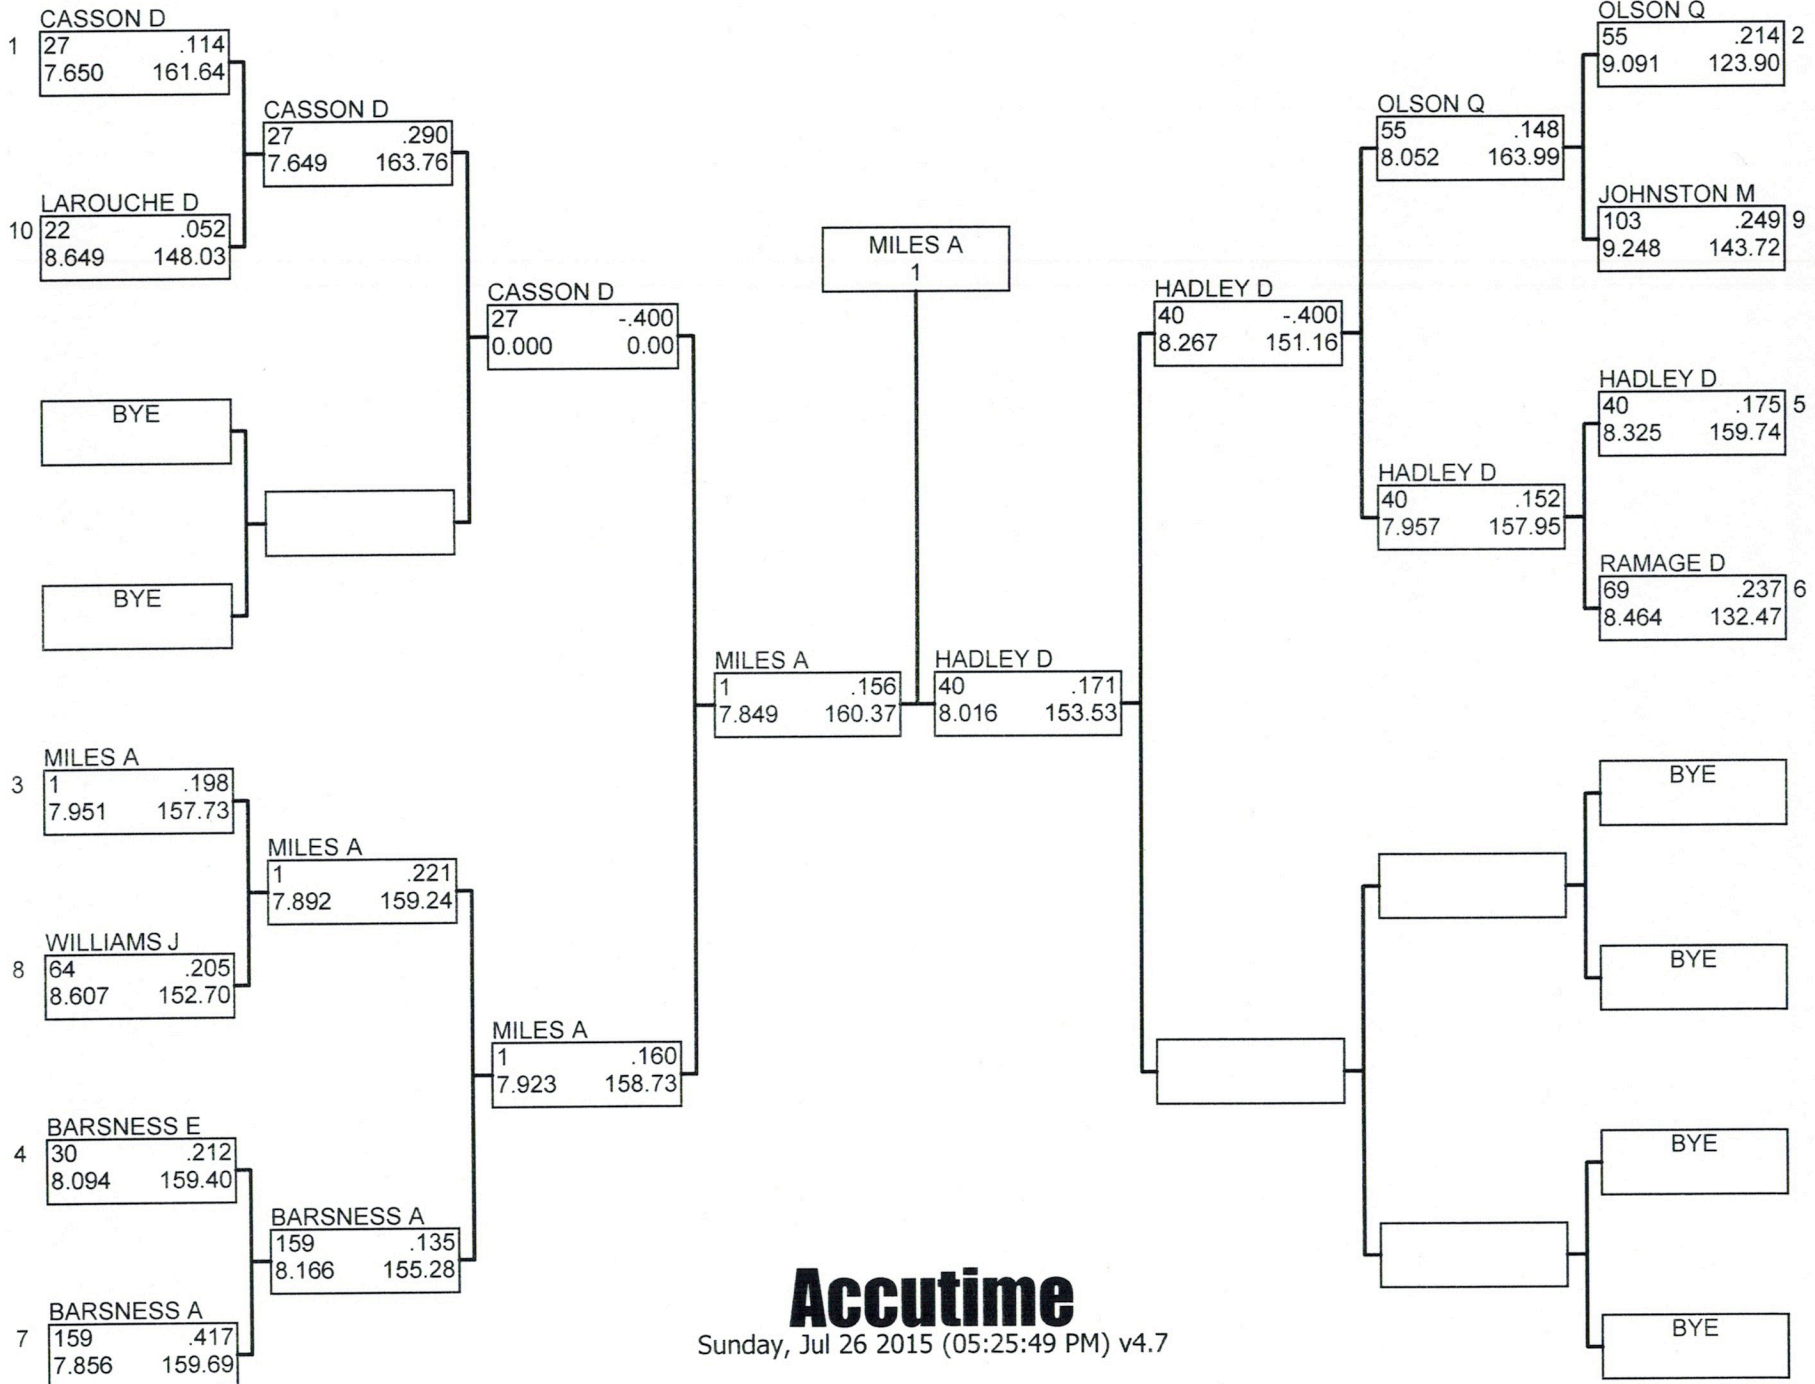 CASSON D
1
27 .114
7.650 161.64
LAROUCHE D
10
22 .052
8.649 148.03
BYE
BYE
MILES A
3
1 .198
7.951 157.73
WILLIAMS J
8
64 .205
8.607 152.70
BARSNESS E
4
30 .212
8.094 159.40
BARSNESS A
7
159 .417
7.856 159.69
CASSON D
27 .290
7.649 163.76
MILES A
1 .221
7.892 159.24
BARSNESS A
159 .135
8.166 155.28
CASSON D
27 -.400
0.000 0.00
MILES A
1 .160
7.923 158.73
MILES A
1 .156
7.849 160.37
MILES A
1
HADLEY D
40 .171
8.016 153.53
HADLEY D
40 -.400
8.267 151.16
OLSON Q
55 .148
8.052 163.99
HADLEY D
40 .152
7.957 157.95
OLSON Q
55 .214
2
9.091 123.90
JOHNSTON M
103 .249
9
9.248 143.72
HADLEY D
40 .175
5
8.325 159.74
RAMAGE D
69 .237
6
8.464 132.47
BYE
BYE
BYE
BYE
Accutime
Sunday, Jul 26 2015 (05:25:49 PM) v4.7